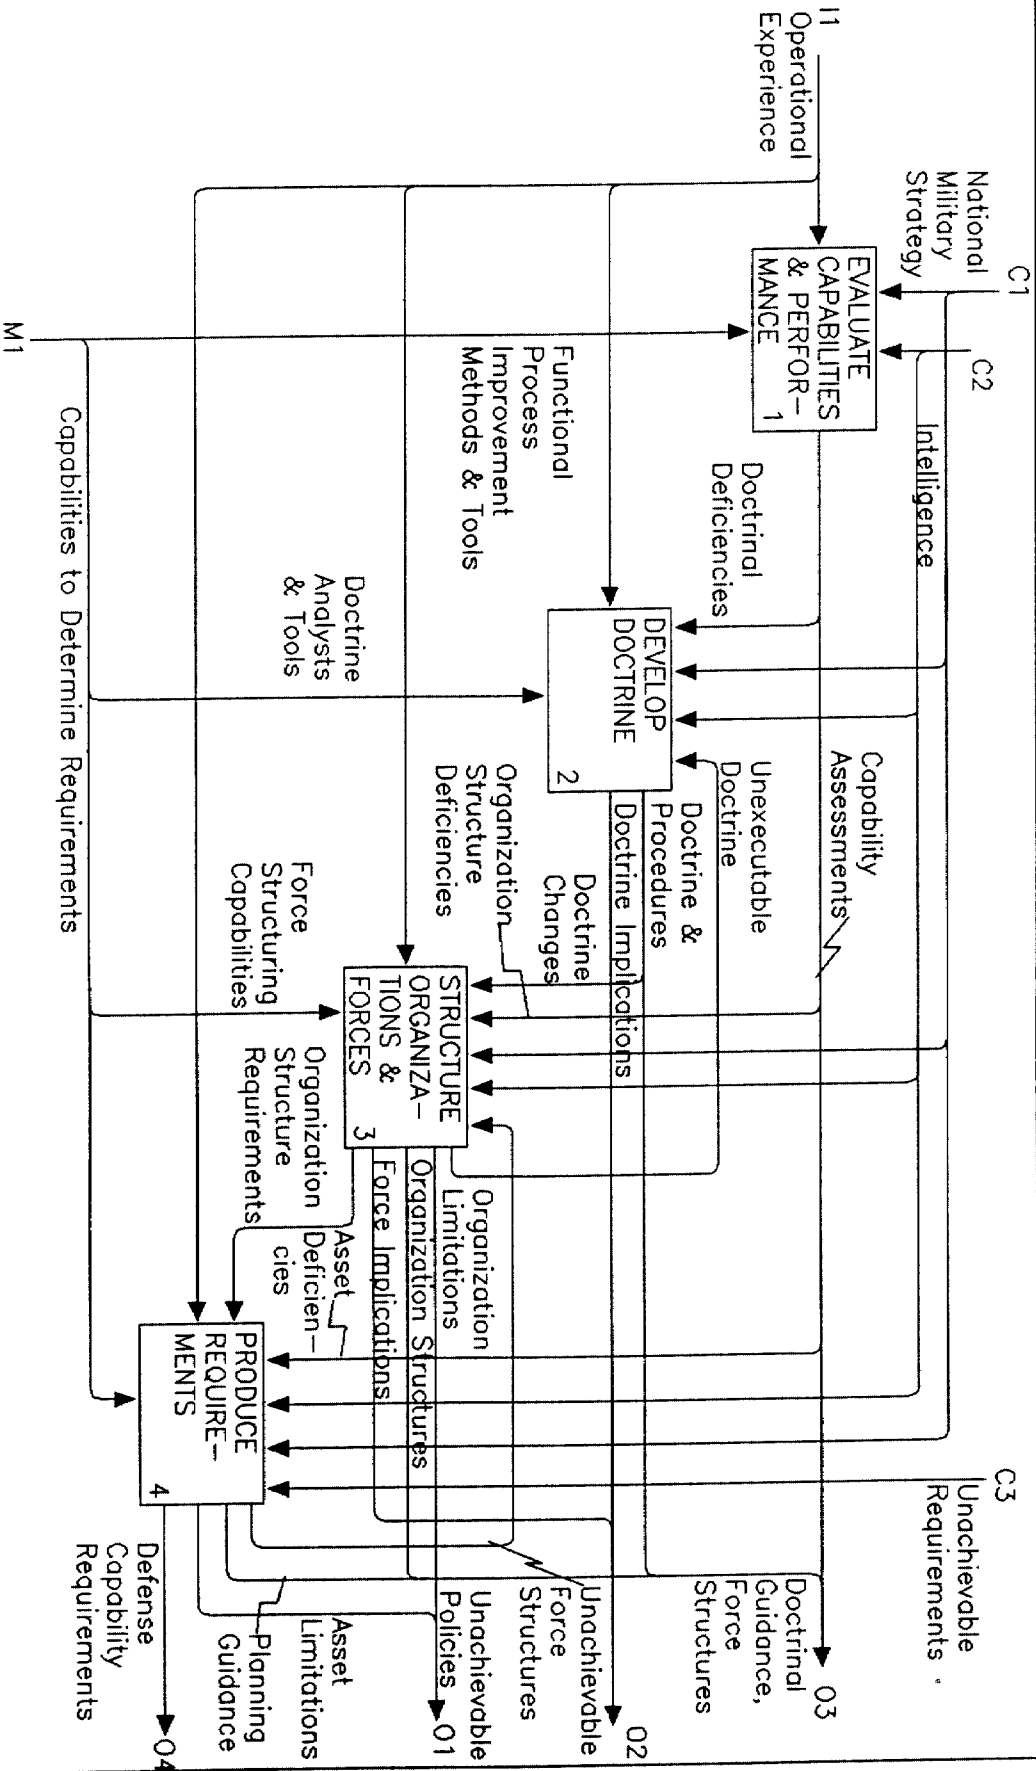 I1
Operational
Experience
National
Military
Strategy
C1
C2
EVALUATE
CAPABILITIES
& PERFOR-
MANCE
1
Intelligence
Doctrinal
Deficiencies
Functional
Process
Improvement
Methods & Tools
M1
Capabilities to Determine Requirements
Doctrine
Analysts
& Tools
DEVELOP
DOCTRINE
2
Capability
Assessments
Unexecutable
Doctrine
Doctrine &
Procedures
Doctrine Implications
Doctrine
Changes
Organization
Structure
Deficiencies
Force
Structuring
Capabilities
STRUCTURE
ORGANIZA-
TIONS &
FORCES
3
Organization
Limitations
Organization Structures
Force Implications
Organization
Structure
Requirements
Asset
Deficien-
cies
PRODUCE
REQUIRE-
MENTS
4
C3
Unachievable
Requirements
Doctrinal
Guidance,
Force
Structures
O3
Unachievable
Force
Structures
O2
Unachievable
Policies
O1
Asset
Limitations
Planning
Guidance
Defense
Capability
Requirements
O4